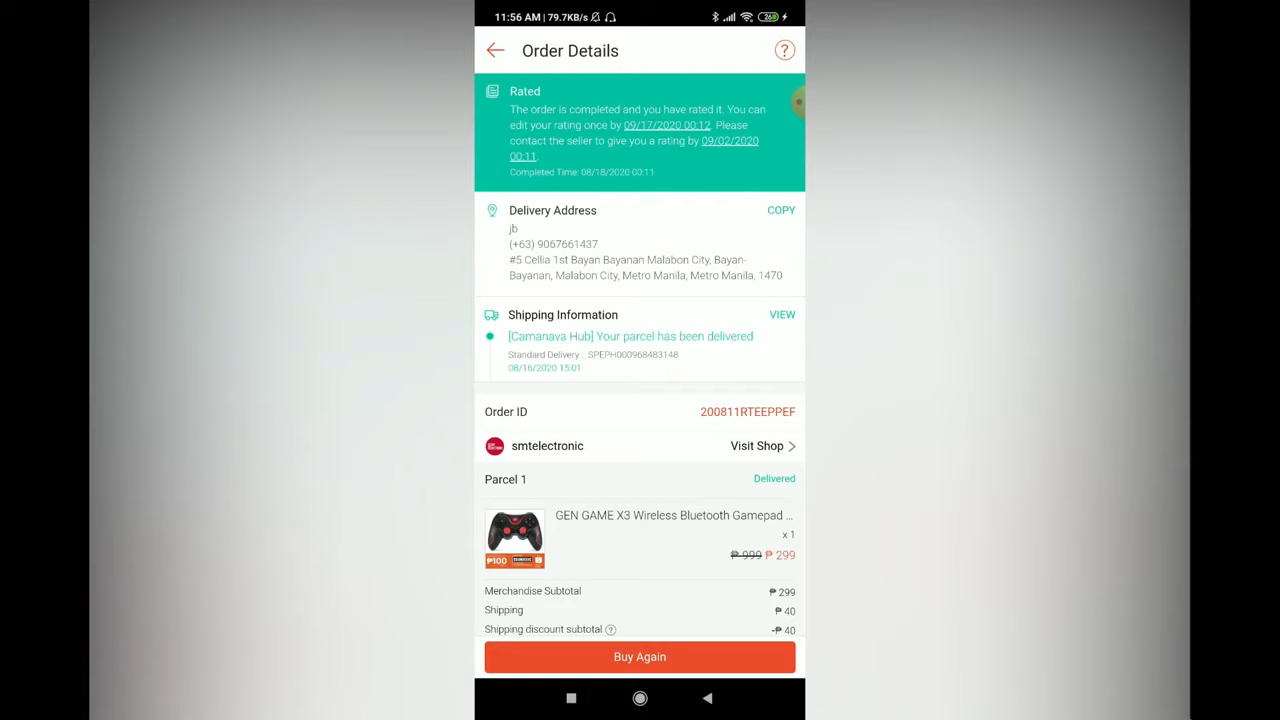 11:56 AM | 79.7KB/s
26
Order Details
?
Rated
The order is completed and you have rated it. You can
edit your rating once by 09/17/2020 00:12. Please
contact the seller to give you a rating by 09/02/2020
00:11.
Completed Time: 08/18/2020 00:11
Delivery Address
COPY
jb
(+63) 9067661437
#5 Cellia 1st Bayan Bayanan Malabon City, Bayan-
Bayanan, Malabon City, Metro Manila, Metro Manila, 1470
Shipping Information
VIEW
[Camanava Hub] Your parcel has been delivered
Standard Delivery : SPEPH000968483148
08/16/2020 15:01
Order ID
200811RTEEPPEF
smtelectronic
Visit Shop
Parcel 1
Delivered
GEN GAME X3 Wireless Bluetooth Gamepad ...
x 1
₱ 999 ₱ 299
₱100
Merchandise Subtotal
₱ 299
Shipping
₱ 40
Shipping discount subtotal ?
-₱ 40
Buy Again